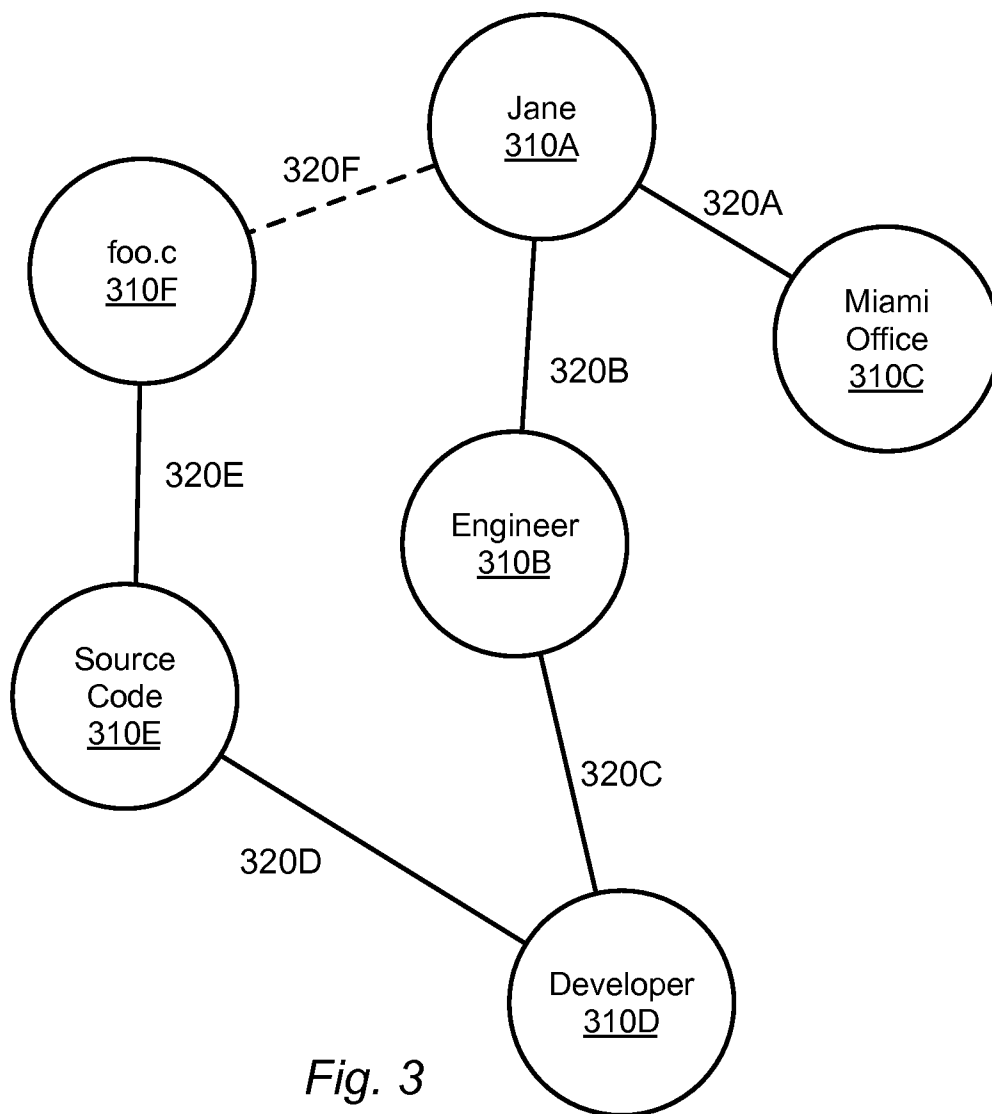 Jane
310A
320F
320A
foo.c
310F
Miami
Office
310C
320B
320E
Engineer
310B
Source
Code
310E
320C
320D
Developer
310D
Fig. 3